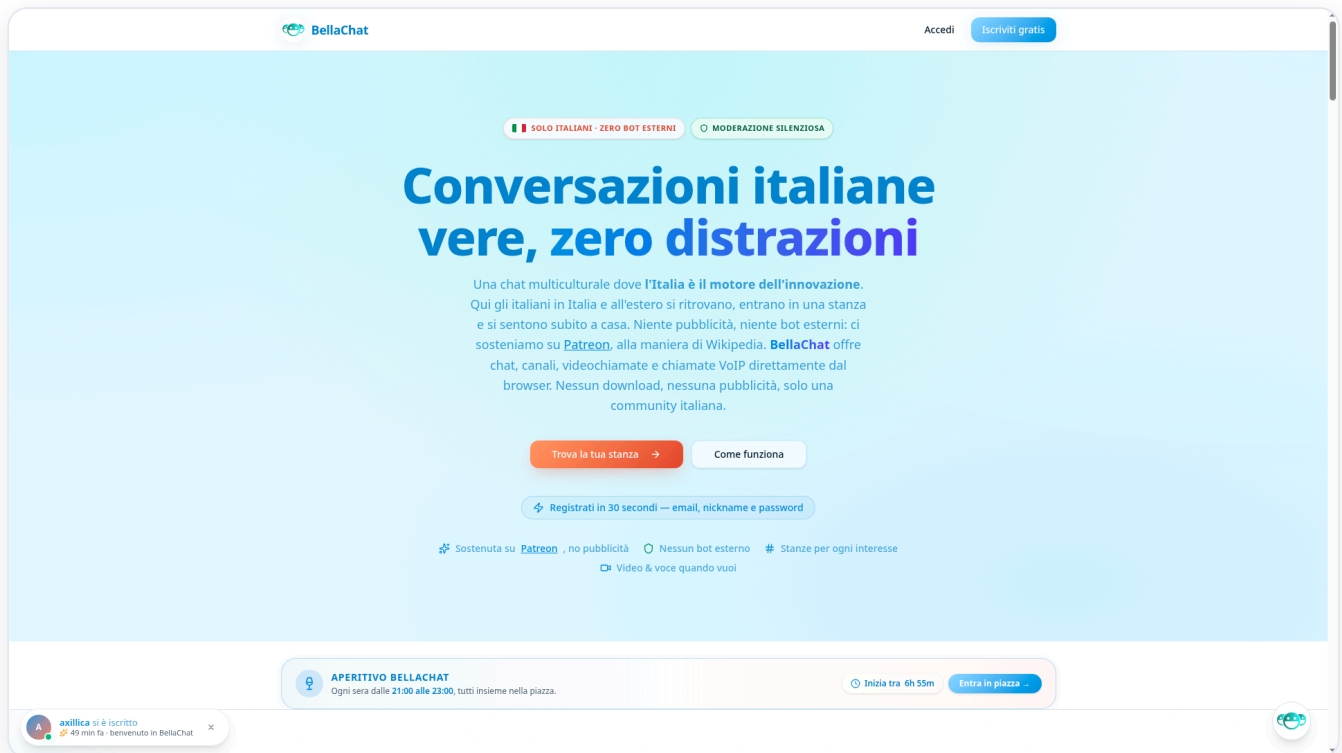 BellaChat
Accedi
Iscriviti gratis
SOLO ITALIANI · ZERO BOT ESTERNI
MODERAZIONE SILENZIOSA
Conversazioni italiane
vere, zero distrazioni
Una chat multiculturale dove l'Italia è il motore dell'innovazione.
Qui gli italiani in Italia e all'estero si ritrovano, entrano in una stanza
e si sentono subito a casa. Niente pubblicità, niente bot esterni: ci
sosteniamo su Patreon, alla maniera di Wikipedia. BellaChat offre
chat, canali, videochiamate e chiamate VoIP direttamente dal
browser. Nessun download, nessuna pubblicità, solo una
community italiana.
Trova la tua stanza →
Come funziona
Registrati in 30 secondi — email, nickname e password
Sostenuta su Patreon , no pubblicità
Nessun bot esterno
Stanze per ogni interesse
Video & voce quando vuoi
APERITIVO BELLACHAT
Ogni sera dalle 21:00 alle 23:00, tutti insieme nella piazza.
Inizia tra 6h 55m
Entra in piazza →
A
axillica si è iscritto
✨ 49 min fa · benvenuto in BellaChat
×